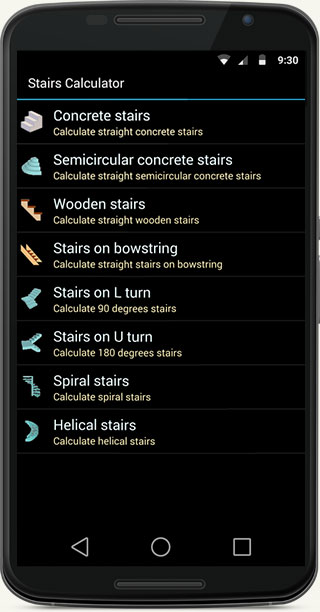 9:30
Stairs Calculator
Concrete stairs
Calculate straight concrete stairs
Semicircular concrete stairs
Calculate straight semicircular concrete stairs
Wooden stairs
Calculate straight wooden stairs
Stairs on bowstring
Calculate straight stairs on bowstring
Stairs on L turn
Calculate 90 degrees stairs
Stairs on U turn
Calculate 180 degrees stairs
Spiral stairs
Calculate spiral stairs
Helical stairs
Calculate helical stairs